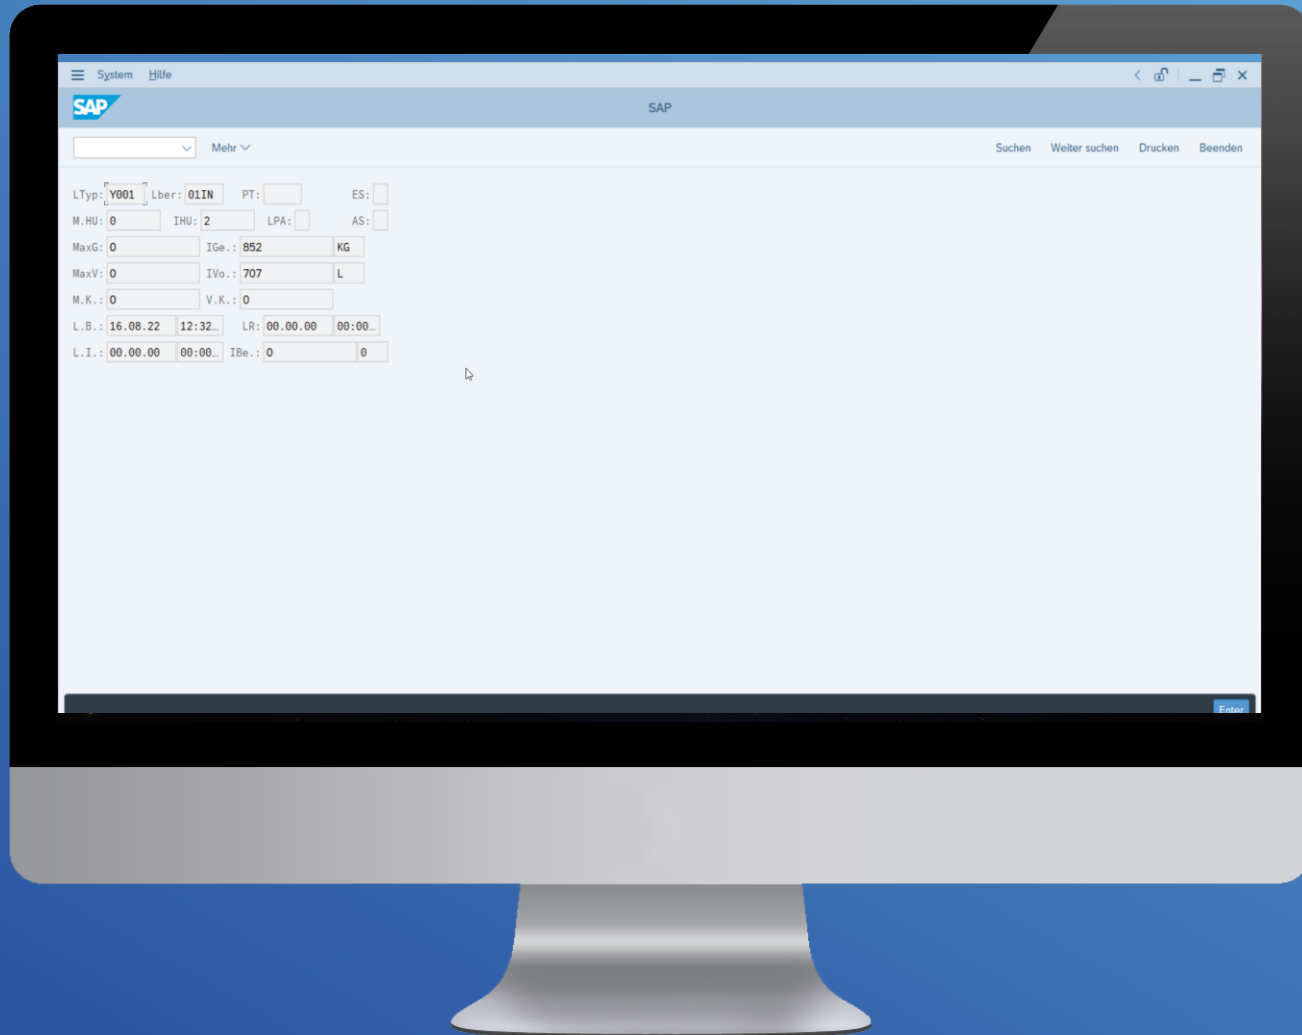 System Hilfe
SAP SAP
Mehr Suchen Weiter suchen Drucken Beenden
LTyp: Y001 Lber: 01IN PT: ES:
M.HU: 0 IHU: 2 LPA: AS:
MaxG: 0 IGe.: 852 KG
MaxV: 0 IVo.: 707 L
M.K.: 0 V.K.: 0
L.B.: 16.08.22 12:32… LR: 00.00.00 00:00…
L.I.: 00.00.00 00:00… IBe.: 0 0
Enter